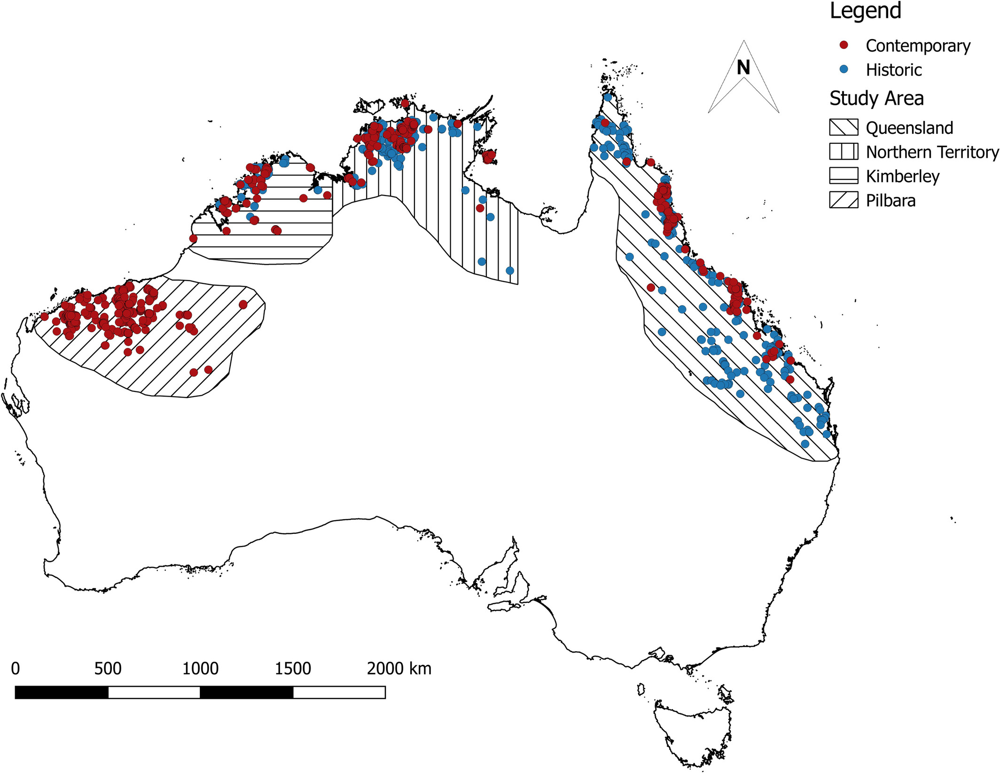 Legend
Contemporary
Historic
Study Area
Queensland
Northern Territory
Kimberley
Pilbara
N
0 500 1000 1500 2000 km